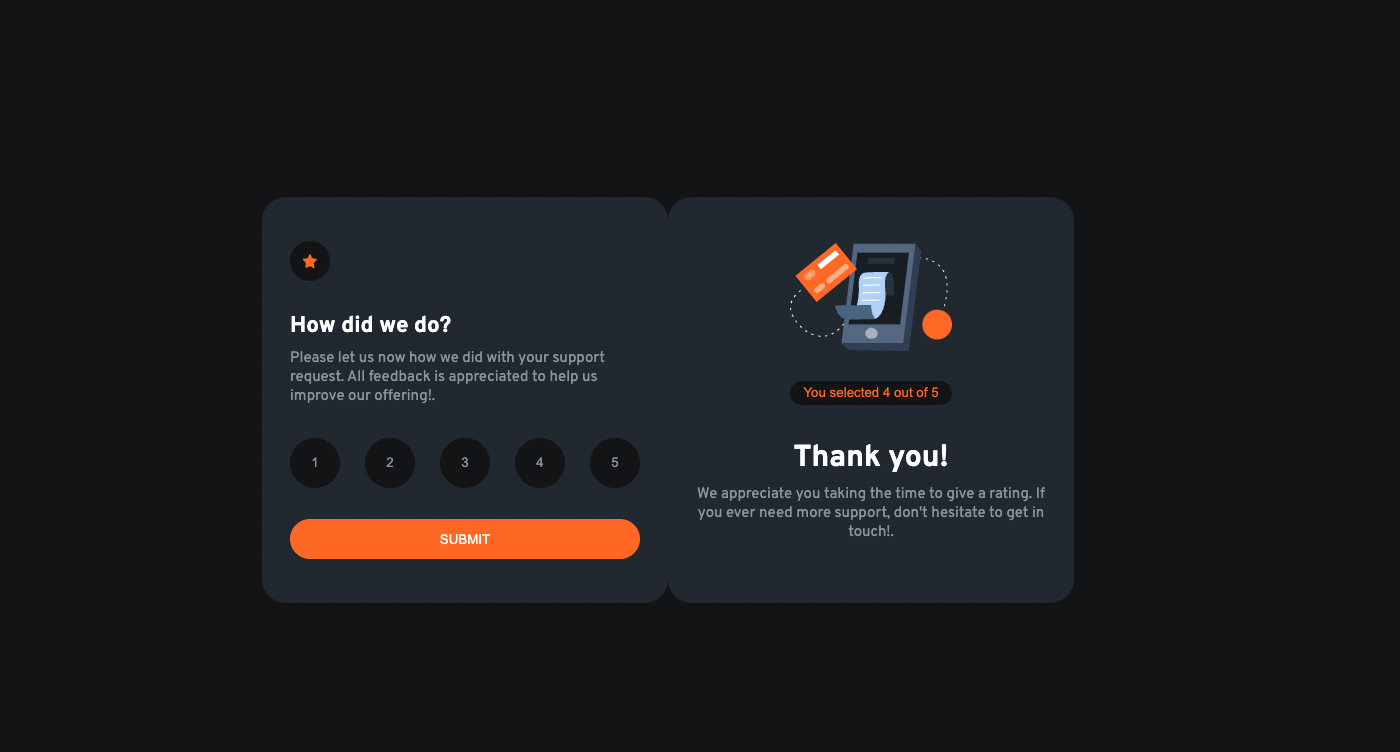 How did we do?
Please let us now how we did with your support
request. All feedback is appreciated to help us
improve our offering!.
1 2 3 4 5
SUBMIT
You selected 4 out of 5
Thank you!
We appreciate you taking the time to give a rating. If
you ever need more support, don't hesitate to get in
touch!.